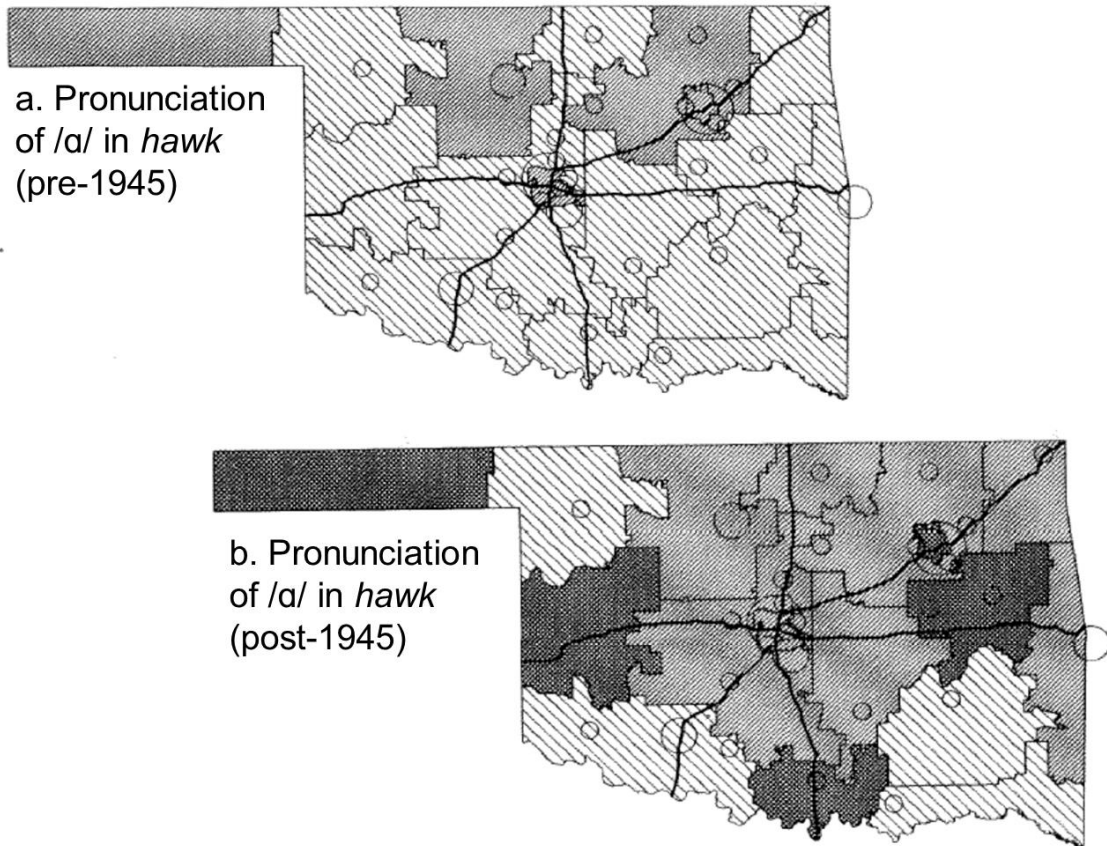 a. Pronunciation
of /ɑ/ in hawk
(pre-1945)
b. Pronunciation
of /ɑ/ in hawk
(post-1945)